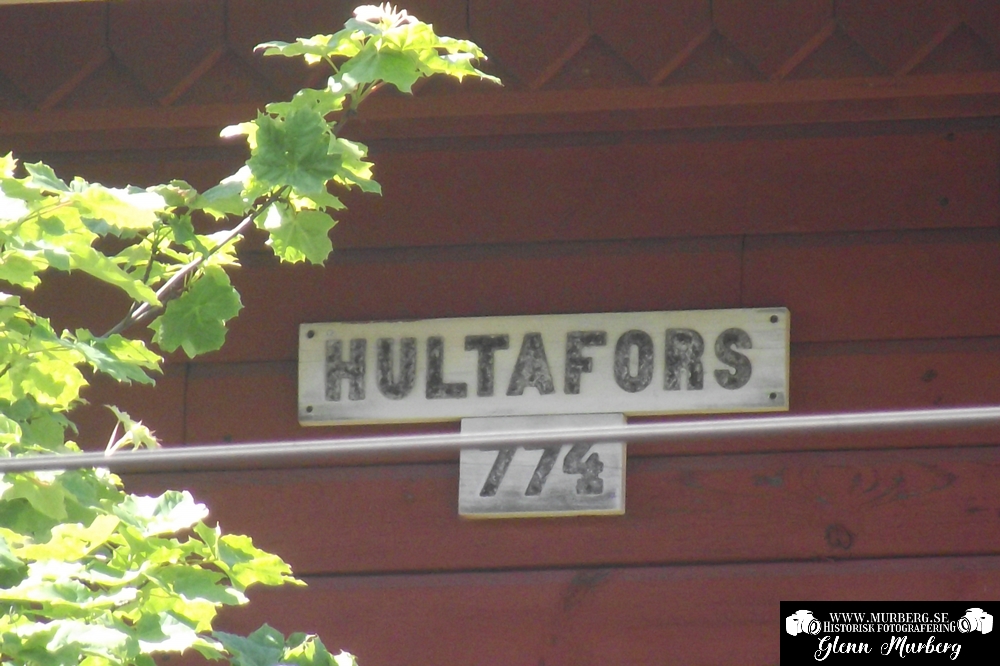 HULTAFORS
774
WWW.MURBERG.SE
HISTORISK FOTOGRAFERING
Glenn Murberg